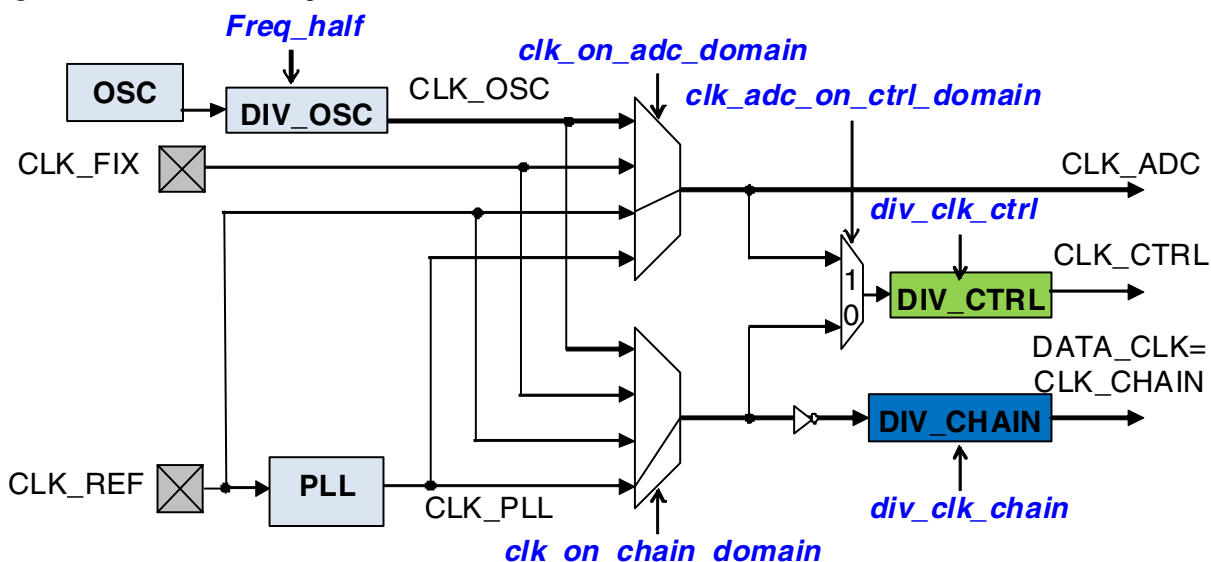 Freq_half
clk_on_adc_domain
OSC
DIV_OSC
CLK_OSC
clk_adc_on_ctrl_domain
CLK_FIX
CLK_ADC
div_clk_ctrl
CLK_CTRL
1
0
DIV_CTRL
DATA_CLK=
CLK_CHAIN
DIV_CHAIN
CLK_REF
PLL
CLK_PLL
div_clk_chain
clk_on_chain_domain